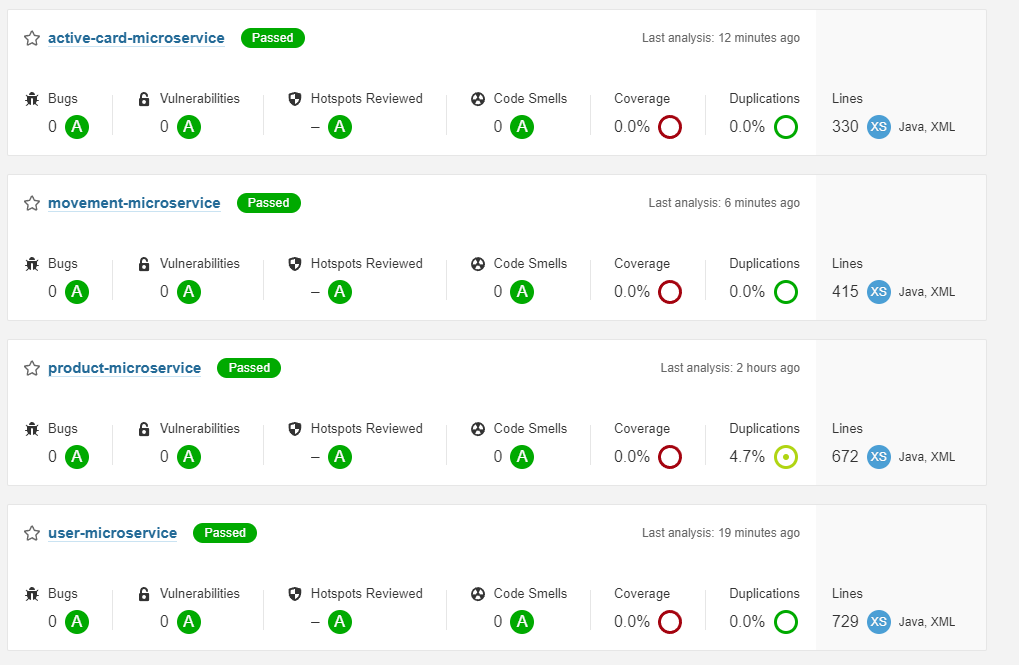 active-card-microservice Passed Last analysis: 12 minutes ago
Bugs Vulnerabilities Hotspots Reviewed Code Smells Coverage Duplications Lines
0 A 0 A – A 0 A 0.0% 0.0% 330 XS Java, XML
movement-microservice Passed Last analysis: 6 minutes ago
Bugs Vulnerabilities Hotspots Reviewed Code Smells Coverage Duplications Lines
0 A 0 A – A 0 A 0.0% 0.0% 415 XS Java, XML
product-microservice Passed Last analysis: 2 hours ago
Bugs Vulnerabilities Hotspots Reviewed Code Smells Coverage Duplications Lines
0 A 0 A – A 0 A 0.0% 4.7% 672 XS Java, XML
user-microservice Passed Last analysis: 19 minutes ago
Bugs Vulnerabilities Hotspots Reviewed Code Smells Coverage Duplications Lines
0 A 0 A – A 0 A 0.0% 0.0% 729 XS Java, XML